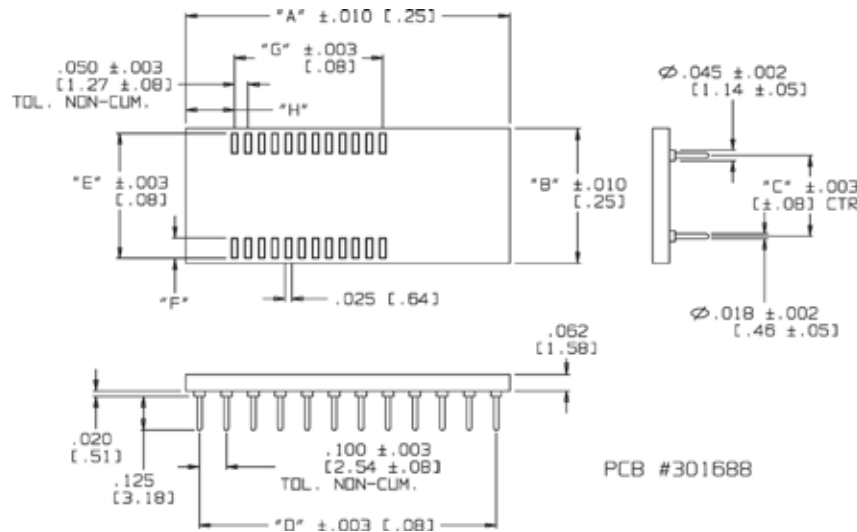 "A" ±.010 [.25]
"G" ±.003
[.08]
.050 ±.003
[1.27 ±.08]
TOL. NON-CUM.
"H"
Ø.045 ±.002
[1.14 ±.05]
"E" ±.003
[.08]
"B" ±.010
[.25]
"C" ±.003
[±.08] CTR
"F"
.025 [.64]
Ø.018 ±.002
[.46 ±.05]
.062
[1.58]
.020
[.51]
.125
[3.18]
.100 ±.003
[2.54 ±.08]
TOL. NON-CUM.
PCB #301688
"D" ±.003 [.08]